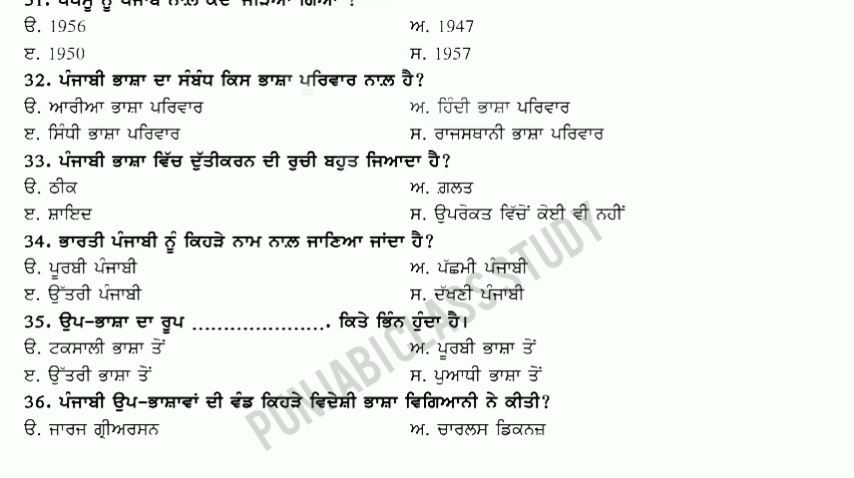 ੳ. 1956 ਅ. 1947
ੲ. 1950 ਸ. 1957
32. ਪੰਜਾਬੀ ਭਾਸ਼ਾ ਦਾ ਸੰਬੰਧ ਕਿਸ ਭਾਸ਼ਾ ਪਰਿਵਾਰ ਨਾਲ਼ ਹੈ?
ੳ. ਆਰੀਆ ਭਾਸ਼ਾ ਪਰਿਵਾਰ ਅ. ਹਿੰਦੀ ਭਾਸ਼ਾ ਪਰਿਵਾਰ
ੲ. ਸਿੰਧੀ ਭਾਸ਼ਾ ਪਰਿਵਾਰ ਸ. ਰਾਜਸਥਾਨੀ ਭਾਸ਼ਾ ਪਰਿਵਾਰ
33. ਪੰਜਾਬੀ ਭਾਸ਼ਾ ਵਿੱਚ ਦੁੱਤੀਕਰਨ ਦੀ ਰੁਚੀ ਬਹੁਤ ਜਿਆਦਾ ਹੈ?
ੳ. ਠੀਕ ਅ. ਗ਼ਲਤ
ੲ. ਸ਼ਾਇਦ ਸ. ਉਪਰੋਕਤ ਵਿੱਚੋਂ ਕੋਈ ਵੀ ਨਹੀਂ
34. ਭਾਰਤੀ ਪੰਜਾਬੀ ਨੂੰ ਕਿਹੜੇ ਨਾਮ ਨਾਲ਼ ਜਾਣਿਆ ਜਾਂਦਾ ਹੈ?
ੳ. ਪੂਰਬੀ ਪੰਜਾਬੀ ਅ. ਪੱਛਮੀ ਪੰਜਾਬੀ
ੲ. ਉੱਤਰੀ ਪੰਜਾਬੀ ਸ. ਦੱਖਣੀ ਪੰਜਾਬੀ
35. ਉਪ-ਭਾਸ਼ਾ ਦਾ ਰੂਪ ..................... ਕਿਤੇ ਭਿੰਨ ਹੁੰਦਾ ਹੈ।
ੳ. ਟਕਸਾਲੀ ਭਾਸ਼ਾ ਤੋਂ ਅ. ਪੂਰਬੀ ਭਾਸ਼ਾ ਤੋਂ
ੲ. ਉੱਤਰੀ ਭਾਸ਼ਾ ਤੋਂ ਸ. ਪੁਆਧੀ ਭਾਸ਼ਾ ਤੋਂ
36. ਪੰਜਾਬੀ ਉਪ-ਭਾਸ਼ਾਵਾਂ ਦੀ ਵੰਡ ਕਿਹੜੇ ਵਿਦੇਸ਼ੀ ਭਾਸ਼ਾ ਵਿਗਿਆਨੀ ਨੇ ਕੀਤੀ?
ੳ. ਜਾਰਜ ਗ੍ਰੀਅਰਸਨ ਅ. ਚਾਰਲਸ ਡਿਕਨਜ਼
PUNJABICLASSSTUDY